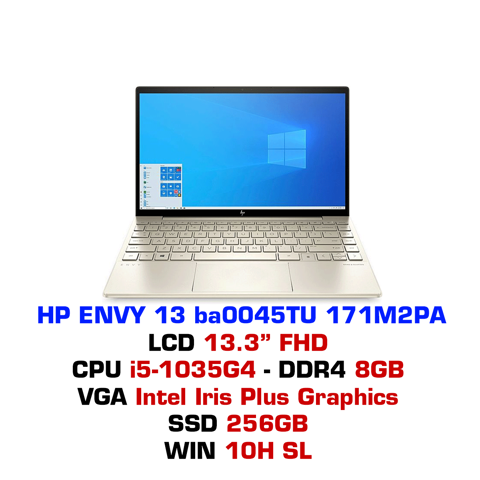 HP ENVY 13 ba0045TU 171M2PA
LCD 13.3” FHD
CPU i5-1035G4 - DDR4 8GB
VGA Intel Iris Plus Graphics
SSD 256GB
WIN 10H SL